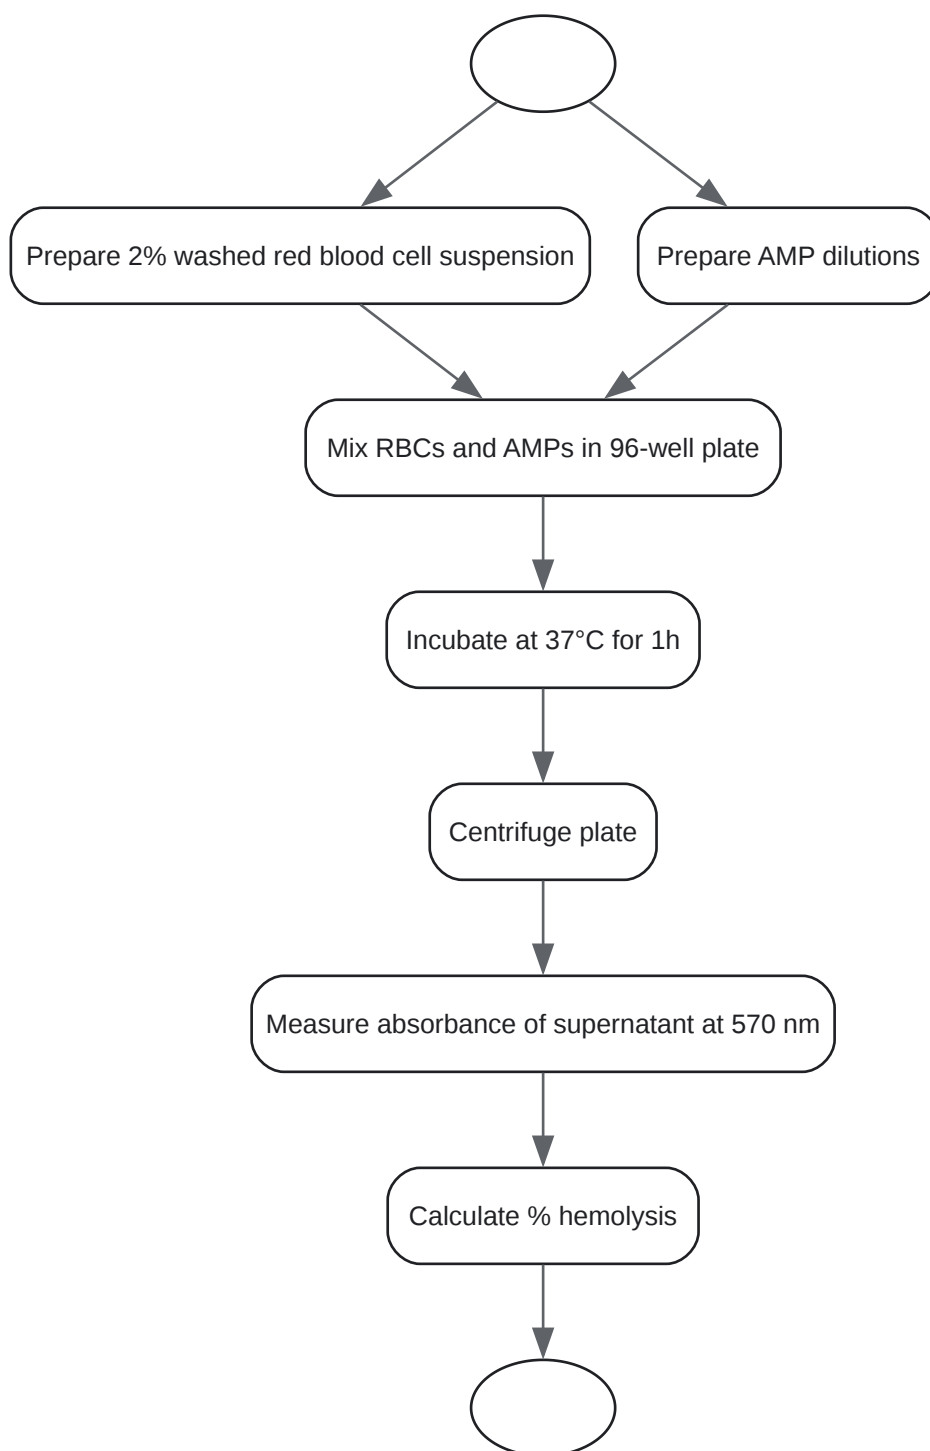 Prepare 2% washed red blood cell suspension
Prepare AMP dilutions
Mix RBCs and AMPs in 96-well plate
Incubate at 37°C for 1h
Centrifuge plate
Measure absorbance of supernatant at 570 nm
Calculate % hemolysis